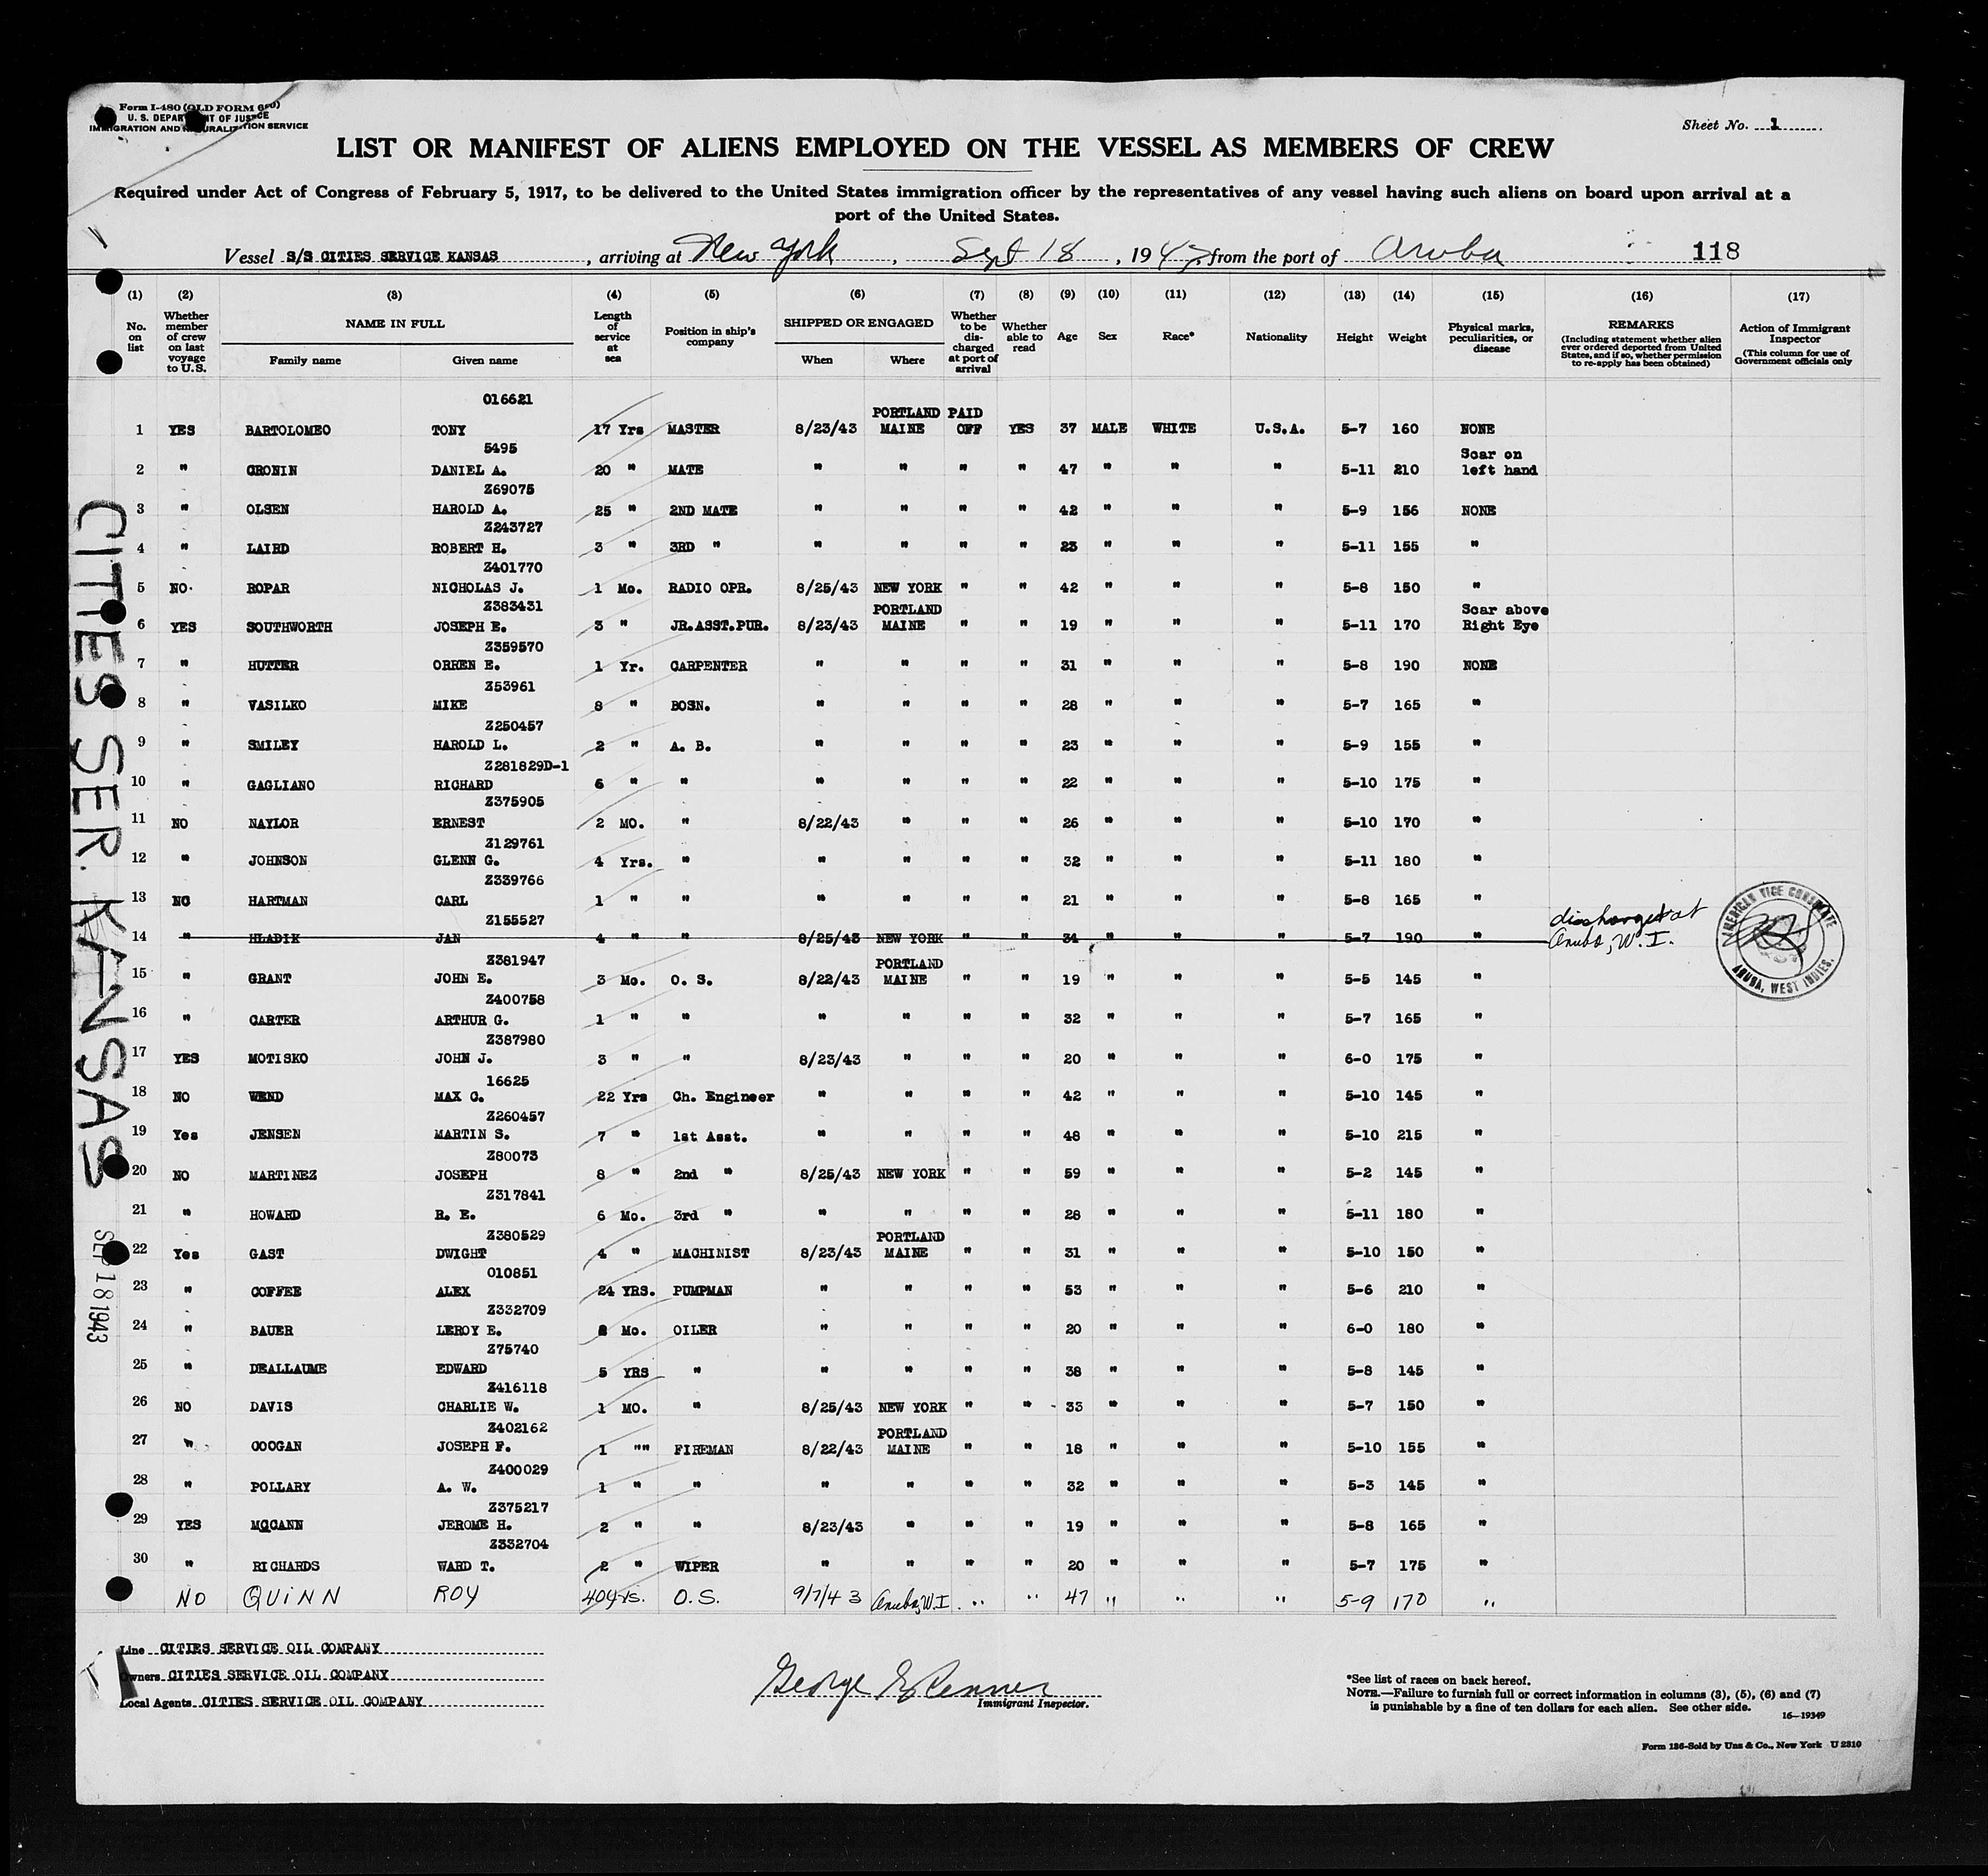 Form I-480 (OLD FORM 680)
U. S. DEPARTMENT OF JUSTICE
IMMIGRATION AND NATURALIZATION SERVICE
Sheet No. 1
LIST OR MANIFEST OF ALIENS EMPLOYED ON THE VESSEL AS MEMBERS OF CREW
Required under Act of Congress of February 5, 1917, to be delivered to the United States immigration officer by the representatives of any vessel having such aliens on board upon arrival at a
port of the United States.
Vessel S/S CITIES SERVICE KANSAS, arriving at New York, Sept 18, 1943, from the port of Aruba 118
(1) (2) (3) (4) (5) (6) (7) (8) (9) (10) (11) (12) (13) (14) (15) (16) (17)
No. on list Whether member of crew on last voyage to U.S. NAME IN FULL Family name Given name Length of service at sea Position in ship's company SHIPPED OR ENGAGED When Where Whether to be discharged at port of arrival Whether able to read Age Sex Race* Nationality Height Weight Physical marks, peculiarities, or disease REMARKS (Including statement whether alien ever ordered deported from United States, and if so, whether permission to re-apply has been obtained) Action of Immigrant Inspector (This column for use of Government officials only
016621
PORTLAND PAID
1 YES BARTOLOMEO TONY 17 Yrs MASTER 8/23/43 MAINE OFF YES 37 MALE WHITE U.S.A. 5-7 160 NONE
5495 Scar on
2 " CRONIN DANIEL A. 20 " MATE " " " " 47 " " " 5-11 210 left hand
Z69075
3 " OLSEN HAROLD A. 25 " 2ND MATE " " " " 42 " " " 5-9 156 NONE
Z243727
4 " LAIRD ROBERT H. 3 " 3RD " " " " " 23 " " " 5-11 155 "
Z401770
5 NO ROPAR NICHOLAS J. 1 Mo. RADIO OPR. 8/25/43 NEW YORK " " 42 " " " 5-8 150 "
Z383431 PORTLAND Scar above
6 YES SOUTHWORTH JOSEPH E. 3 " JR.ASST.PUR. 8/23/43 MAINE " " 19 " " " 5-11 170 Right Eye
Z359570
7 " HUTTER ORREN E. 1 Yr. CARPENTER " " " " 31 " " " 5-8 190 NONE
Z53961
8 " VASILKO MIKE 8 " BOSN. " " " " 28 " " " 5-7 165 "
Z250457
9 " SMILEY HAROLD L. 2 " A. B. " " " " 23 " " " 5-9 155 "
Z281829D-1
10 " GAGLIANO RICHARD 6 " " " " " " 22 " " " 5-10 175 "
Z375905
11 NO NAYLOR ERNEST 2 MO. " 8/22/43 " " " 26 " " " 5-10 170 "
Z129761
12 " JOHNSON GLENN G. 4 Yrs. " " " " " 32 " " " 5-11 180 "
Z339766
13 NO HARTMAN CARL 1 " " " " " " 21 " " " 5-8 165 "
Z155527 discharged at
14 " HLADIK JAN 4 " " 8/25/43 NEW YORK " " 34 " " " 5-7 190 " Aruba, W. I.
AMERICAN VICE CONSULATE
ARUBA, WEST INDIES.
Z381947 PORTLAND
15 " GRANT JOHN E. 3 Mo. O. S. 8/22/43 MAINE " " 19 " " " 5-5 145 "
Z400758
16 " CARTER ARTHUR G. 1 " " " " " " 32 " " " 5-7 165 "
Z387980
17 YES MOTISKO JOHN J. 3 " " 8/23/43 " " " 20 " " " 6-0 175 "
16625
18 NO WEND MAX C. 22 Yrs Ch. Engineer " " " " 42 " " " 5-10 145 "
Z260457
19 Yes JENSEN MARTIN S. 7 " 1st Asst. " " " " 48 " " " 5-10 215 "
Z80073
20 NO MARTINEZ JOSEPH 8 " 2nd " 8/25/43 NEW YORK " " 59 " " " 5-2 145 "
Z317841
21 " HOWARD R. E. 6 Mo. 3rd " " " " " 28 " " " 5-11 180 "
Z380529 PORTLAND
22 Yes GAST DWIGHT 4 " MACHINIST 8/23/43 MAINE " " 31 " " " 5-10 150 "
010851
23 " COFFEE ALEX 24 YRS. PUMPMAN " " " " 53 " " " 5-6 210 "
Z332709
24 " BAUER LEROY E. Mo. OILER " " " " 20 " " " 6-0 180 "
Z75740
25 " DEALLAUME EDWARD 5 YRS " " " " " 38 " " " 5-8 145 "
Z416118
26 NO DAVIS CHARLIE W. 1 MO. " 8/25/43 NEW YORK " " 33 " " " 5-7 150 "
Z402162 PORTLAND
27 " COOGAN JOSEPH F. 1 "" FIREMAN 8/22/43 MAINE " " 18 " " " 5-10 155 "
Z400029
28 " POLLARY A. W. 1 " " " " " " 32 " " " 5-3 145 "
Z375217
29 YES MCCANN JEROME H. 2 " " 8/23/43 " " " 19 " " " 5-8 165 "
Z332704
30 " RICHARDS WARD T. 2 " WIPER " " " " 20 " " " 5-7 175 "
NO QUINN ROY 40 yrs. O.S. 9/7/43 Aruba, W.I. " " 47 " " " 5-9 170 "
CITIES SER. KANSAS
SEP 18 1943
Line CITIES SERVICE OIL COMPANY
Owners CITIES SERVICE OIL COMPANY
Local Agents CITIES SERVICE OIL COMPANY
George
Immigrant Inspector.
*See list of races on back hereof.
NOTE.—Failure to furnish full or correct information in columns (3), (5), (6) and (7)
is punishable by a fine of ten dollars for each alien. See other side.
16—19349
Form 136-Sold by Unz & Co., New York U 2310